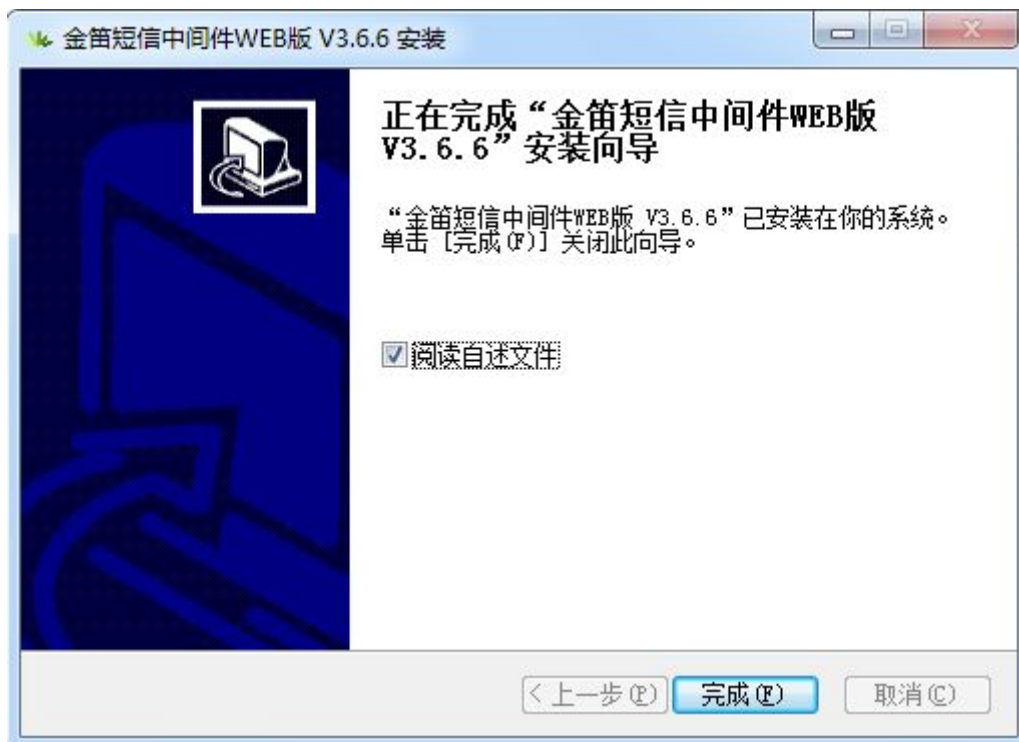 金笛短信中间件WEB版 V3.6.6 安装
正在完成“金笛短信中间件WEB版
V3.6.6”安装向导
“金笛短信中间件WEB版 V3.6.6”已安装在你的系统。
单击 [完成(F)] 关闭此向导。
阅读自述文件
< 上一步(P)
完成(F)
取消(C)